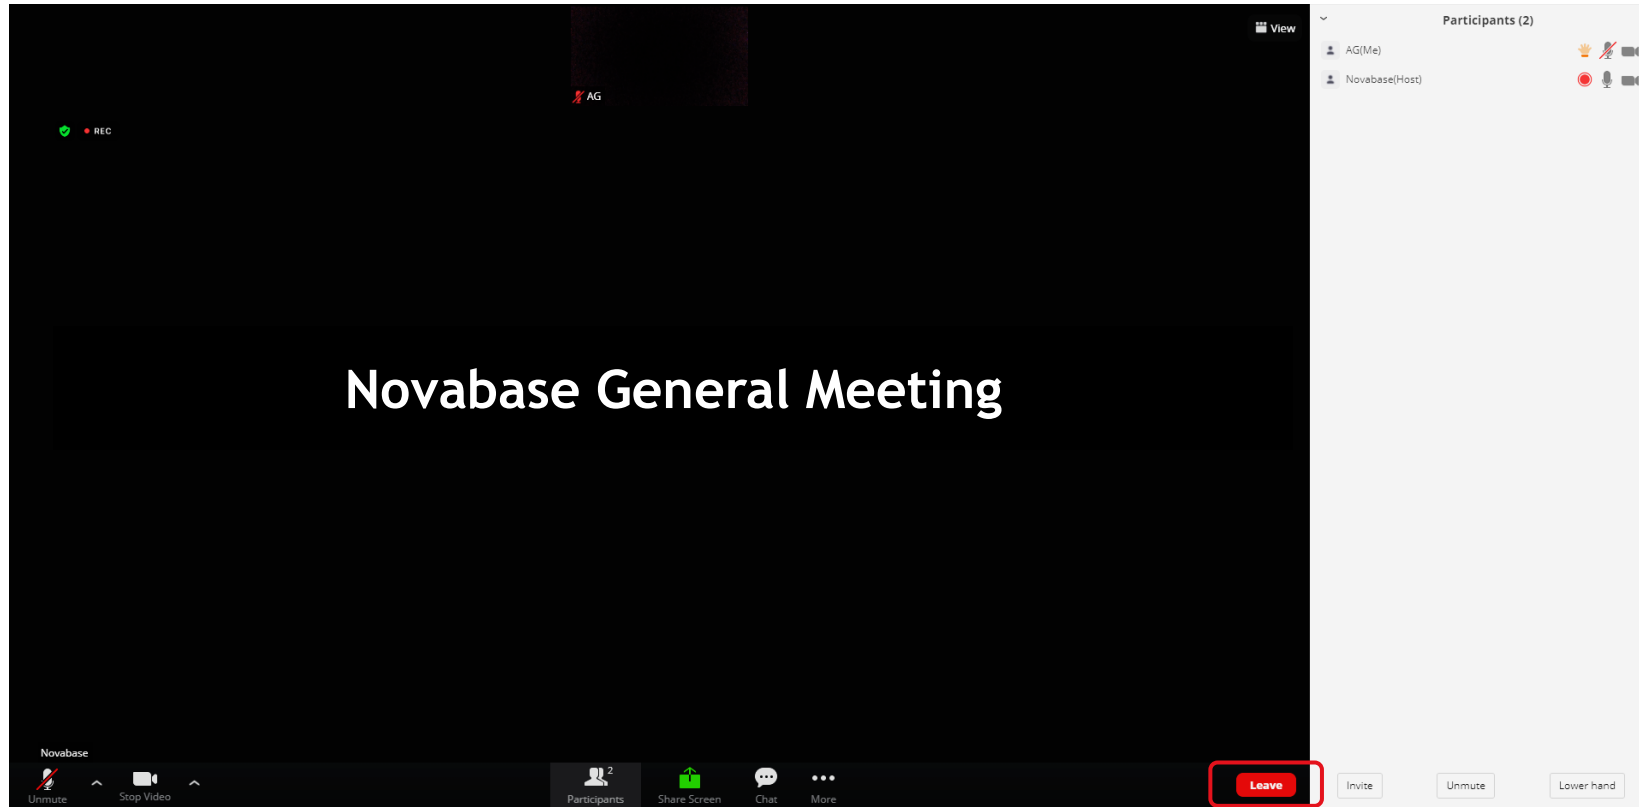 View
AG
REC
Novabase General Meeting
Novabase
Unmute
Stop Video
2
Participants
Share Screen
Chat
More
Leave
Participants (2)
AG(Me)
Novabase(Host)
Invite
Unmute
Lower hand